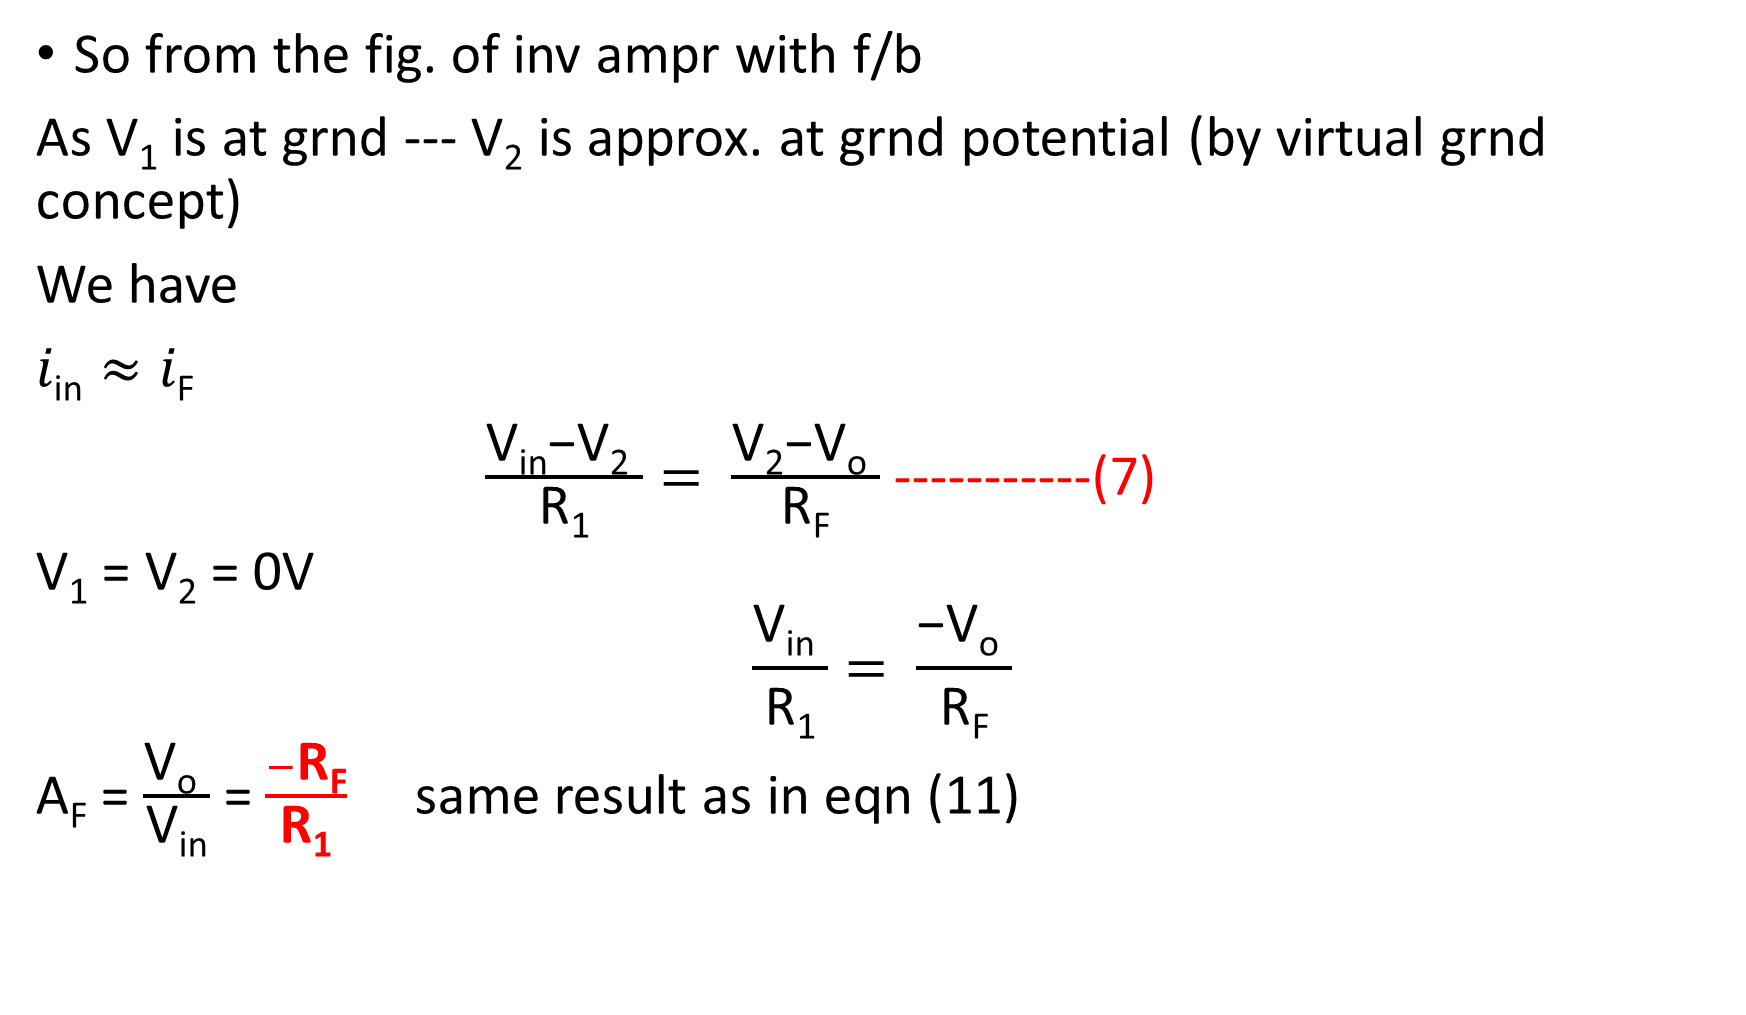 • So from the fig. of inv ampr with f/b
As V₁ is at grnd --- V₂ is approx. at grnd potential (by virtual grnd
concept)
We have
𝑖in ≈ 𝑖F
(Vin−V₂)/R₁ = (V₂−Vo)/RF -----------(7)
V₁ = V₂ = 0V
Vin/R₁ = −Vo/RF
AF = Vo/Vin = −RF/R₁ same result as in eqn (11)